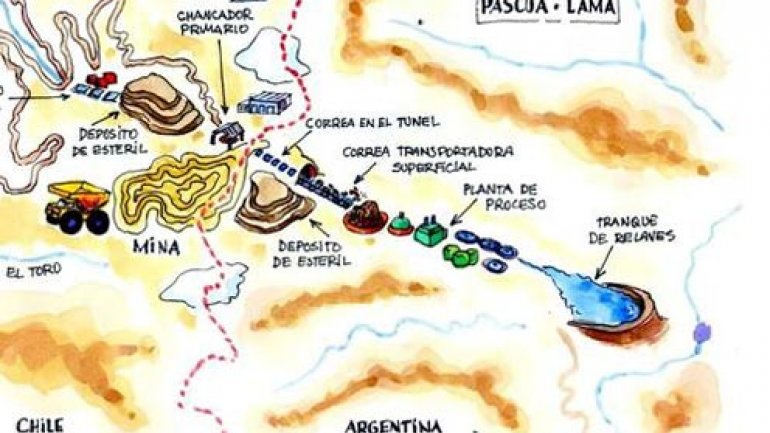 PASCUA - LAMA
CHANCADOR
PRIMARIO
CORREA EN EL TUNEL
DEPOSITO
DE ESTERIL
CORREA TRANSPORTADORA
SUPERFICIAL
PLANTA DE
PROCESO
TRANQUE
DE RELAVES
MINA
DEPOSITO
DE ESTERIL
EL TORO
CHILE
ARGENTINA